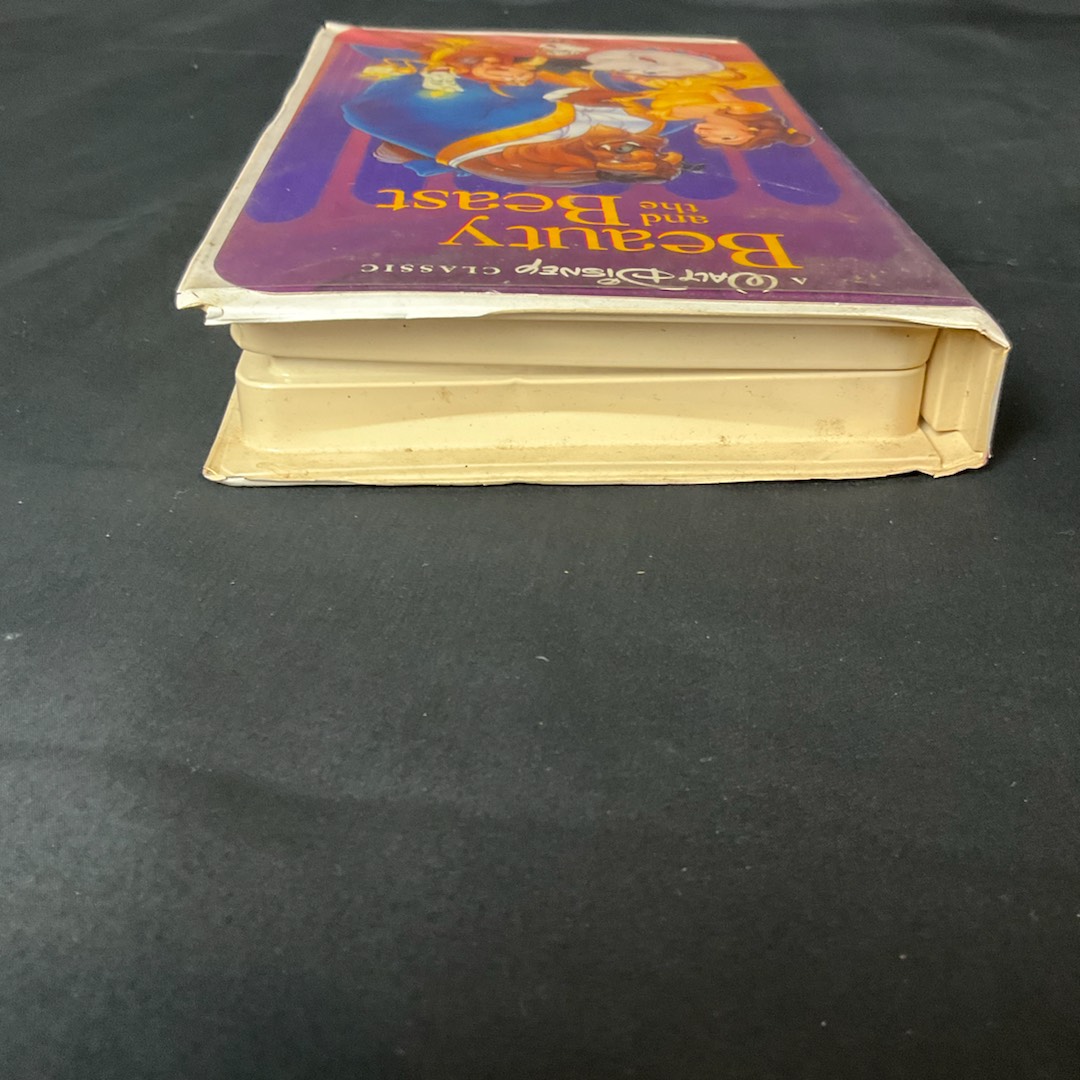 A WALT DISNEY CLASSIC
Beauty
and the
Beast